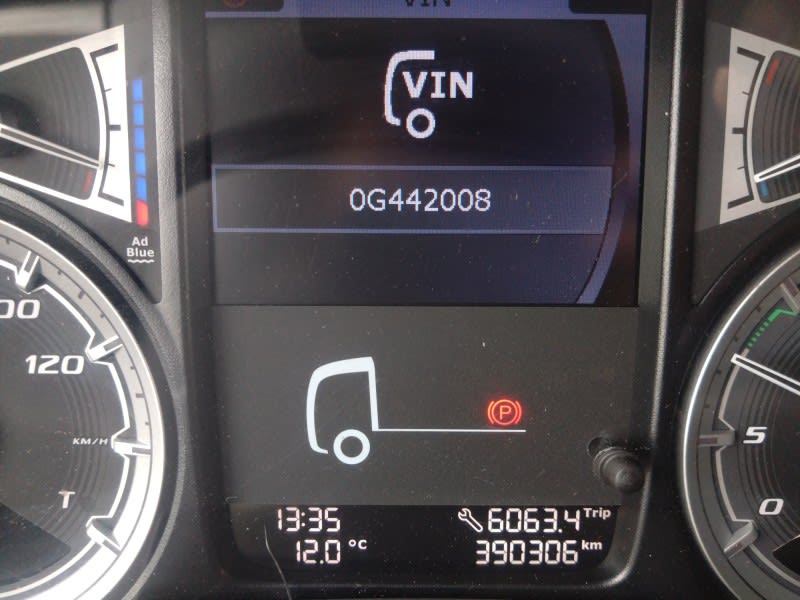 VIN
VIN
0G442008
Ad
Blue
00
120
KM/H
T
P
5
0
13:35
6063.4 Trip
12.0 °C
390306 km